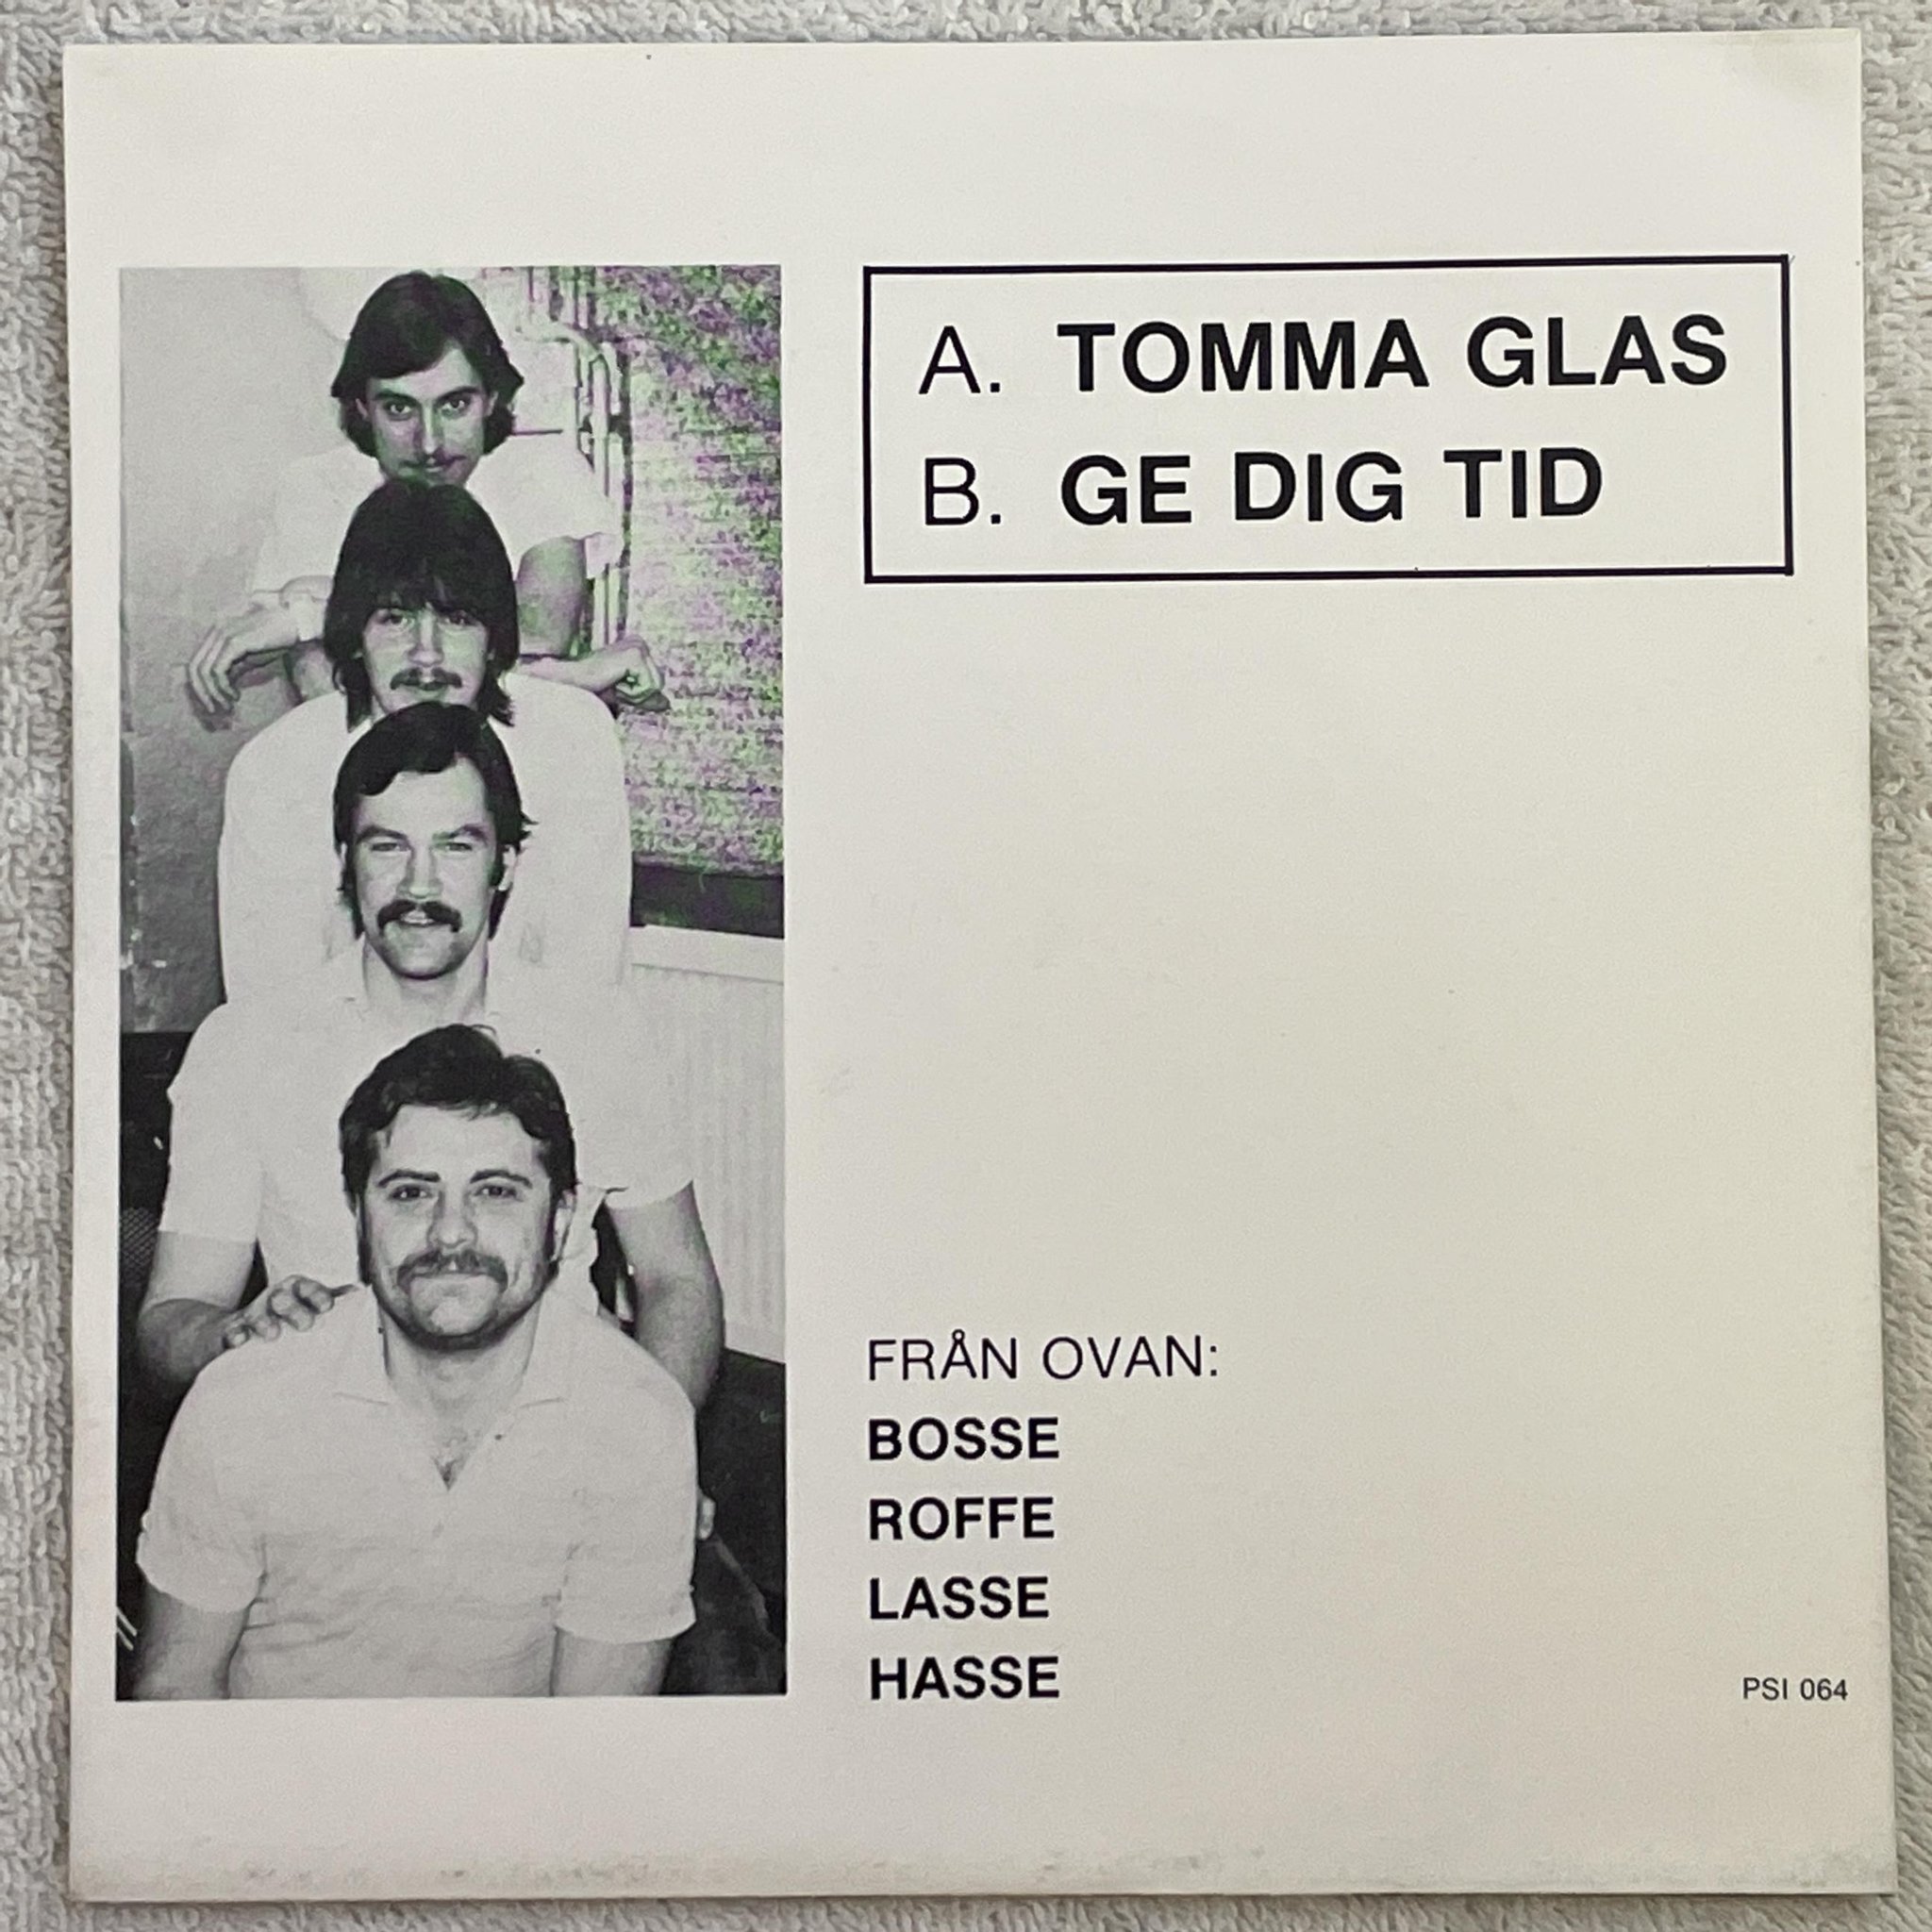 A. TOMMA GLAS
B. GE DIG TID
FRÅN OVAN:
BOSSE
ROFFE
LASSE
HASSE
PSI 064